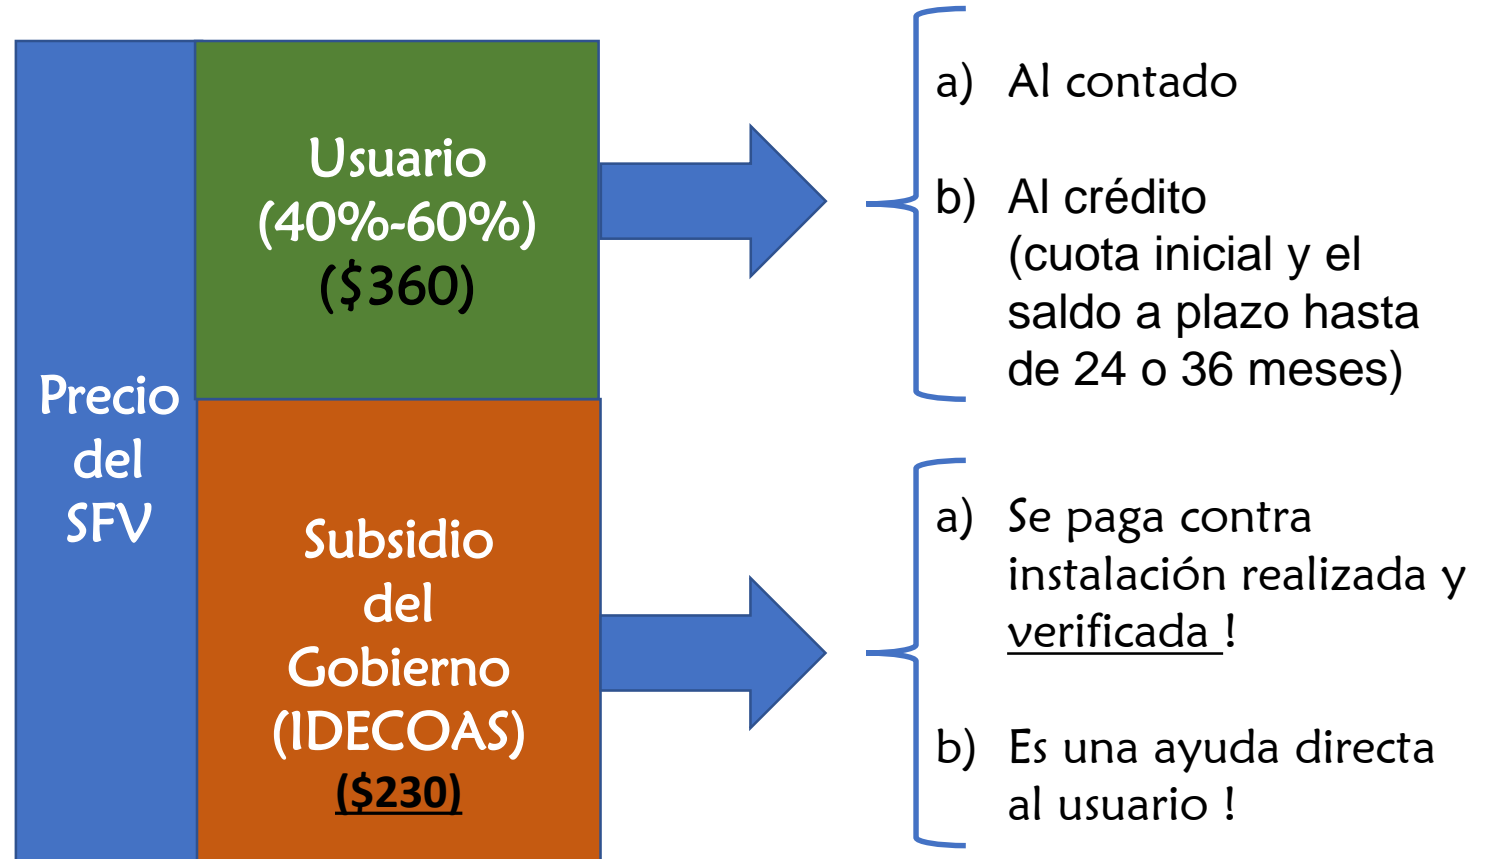 Precio
del
SFV
Usuario
(40%-60%)
($360)
a) Al contado
b) Al crédito
(cuota inicial y el
saldo a plazo hasta
de 24 o 36 meses)
Subsidio
del
Gobierno
(IDECOAS)
($230)
a) Se paga contra
instalación realizada y
verificada !
b) Es una ayuda directa
al usuario !